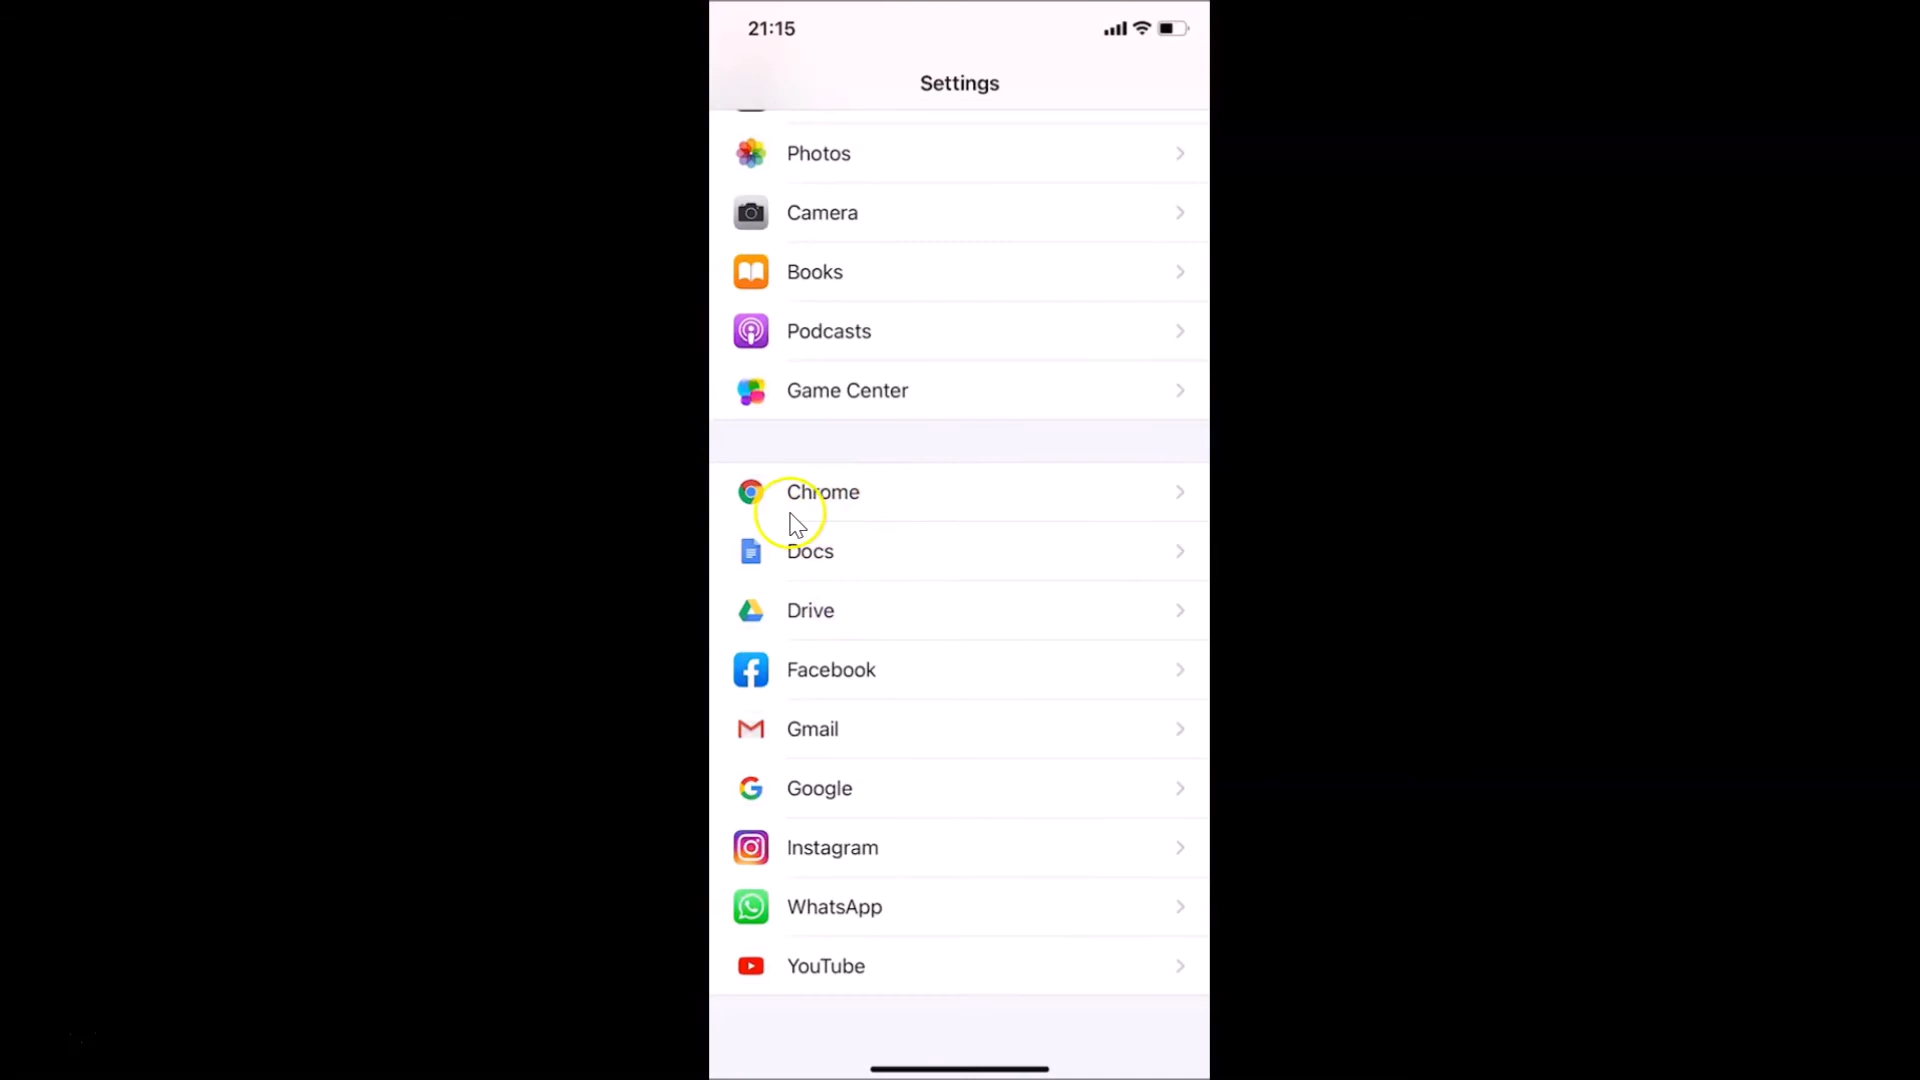 21:15
Settings
Photos
Camera
Books
Podcasts
Game Center
Chrome
Docs
Drive
Facebook
Gmail
Google
Instagram
WhatsApp
YouTube